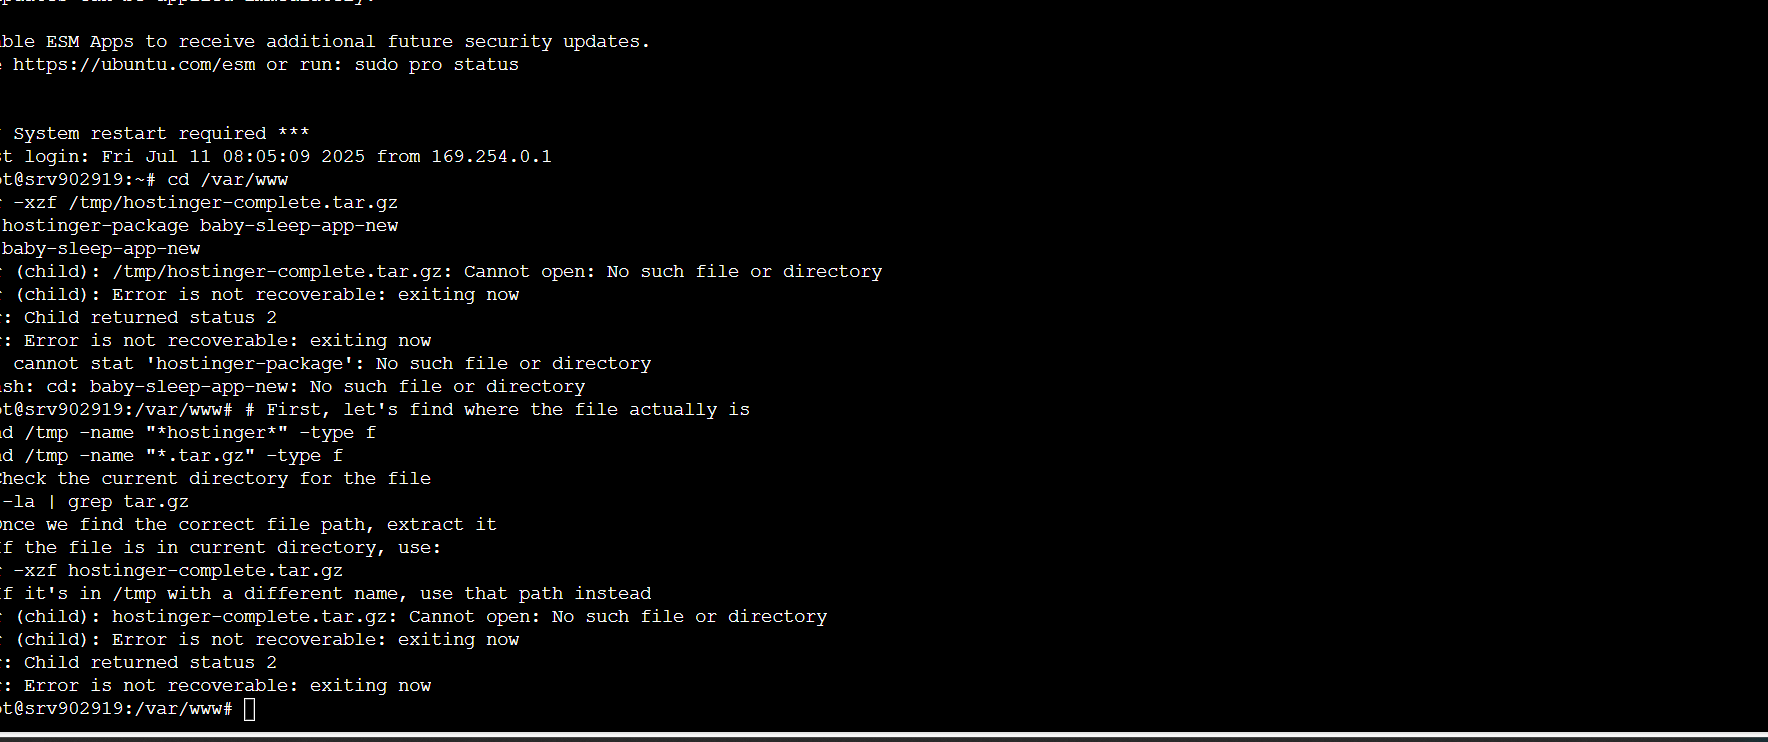 updates can be applied immediately.
ble ESM Apps to receive additional future security updates.
https://ubuntu.com/esm or run: sudo pro status
System restart required ***
t login: Fri Jul 11 08:05:09 2025 from 169.254.0.1
t@srv902919:~# cd /var/www
-xzf /tmp/hostinger-complete.tar.gz
hostinger-package baby-sleep-app-new
baby-sleep-app-new
(child): /tmp/hostinger-complete.tar.gz: Cannot open: No such file or directory
(child): Error is not recoverable: exiting now
: Child returned status 2
: Error is not recoverable: exiting now
cannot stat 'hostinger-package': No such file or directory
sh: cd: baby-sleep-app-new: No such file or directory
t@srv902919:/var/www# # First, let's find where the file actually is
d /tmp -name "*hostinger*" -type f
d /tmp -name "*.tar.gz" -type f
Check the current directory for the file
-la | grep tar.gz
Once we find the correct file path, extract it
If the file is in current directory, use:
-xzf hostinger-complete.tar.gz
If it's in /tmp with a different name, use that path instead
(child): hostinger-complete.tar.gz: Cannot open: No such file or directory
(child): Error is not recoverable: exiting now
: Child returned status 2
: Error is not recoverable: exiting now
t@srv902919:/var/www#